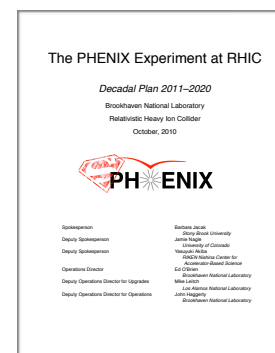 The PHENIX Experiment at RHIC
Decadal Plan 2011–2020
Brookhaven National Laboratory
Relativistic Heavy Ion Collider
October, 2010
PHENIX
Spokesperson Barbara Jacak
Stony Brook University
Deputy Spokesperson Jamie Nagle
University of Colorado
Deputy Spokesperson Yasuyuki Akiba
RIKEN Nishina Center for
Accelerator-Based Science
Operations Director Ed O'Brien
Brookhaven National Laboratory
Deputy Operations Director for Upgrades Mike Leitch
Los Alamos National Laboratory
Deputy Operations Director for Operations John Haggerty
Brookhaven National Laboratory